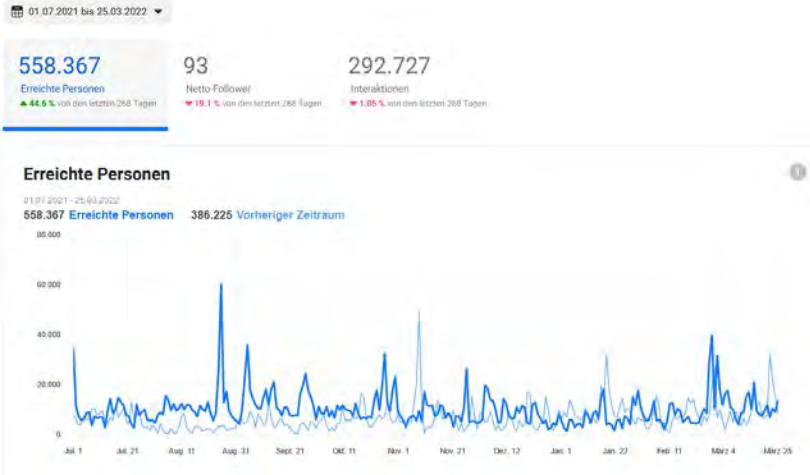 01.07.2021 bis 25.03.2022
558.367
Erreichte Personen
44.6 % von den letzten 268 Tagen
93
Netto-Follower
19.1 % von den letzten 268 Tagen
292.727
Interaktionen
1.05 % von den letzten 268 Tagen
Erreichte Personen
01.07.2021 - 25.03.2022
558.367 Erreichte Personen 386.225 Vorheriger Zeitraum
80.000
60.000
40.000
20.000
0
Jul. 1 Jul. 21 Aug. 11 Aug. 31 Sept. 21 Okt. 11 Nov. 1 Nov. 21 Dez. 12 Jan. 1 Jan. 22 Feb. 11 März 4 März 25